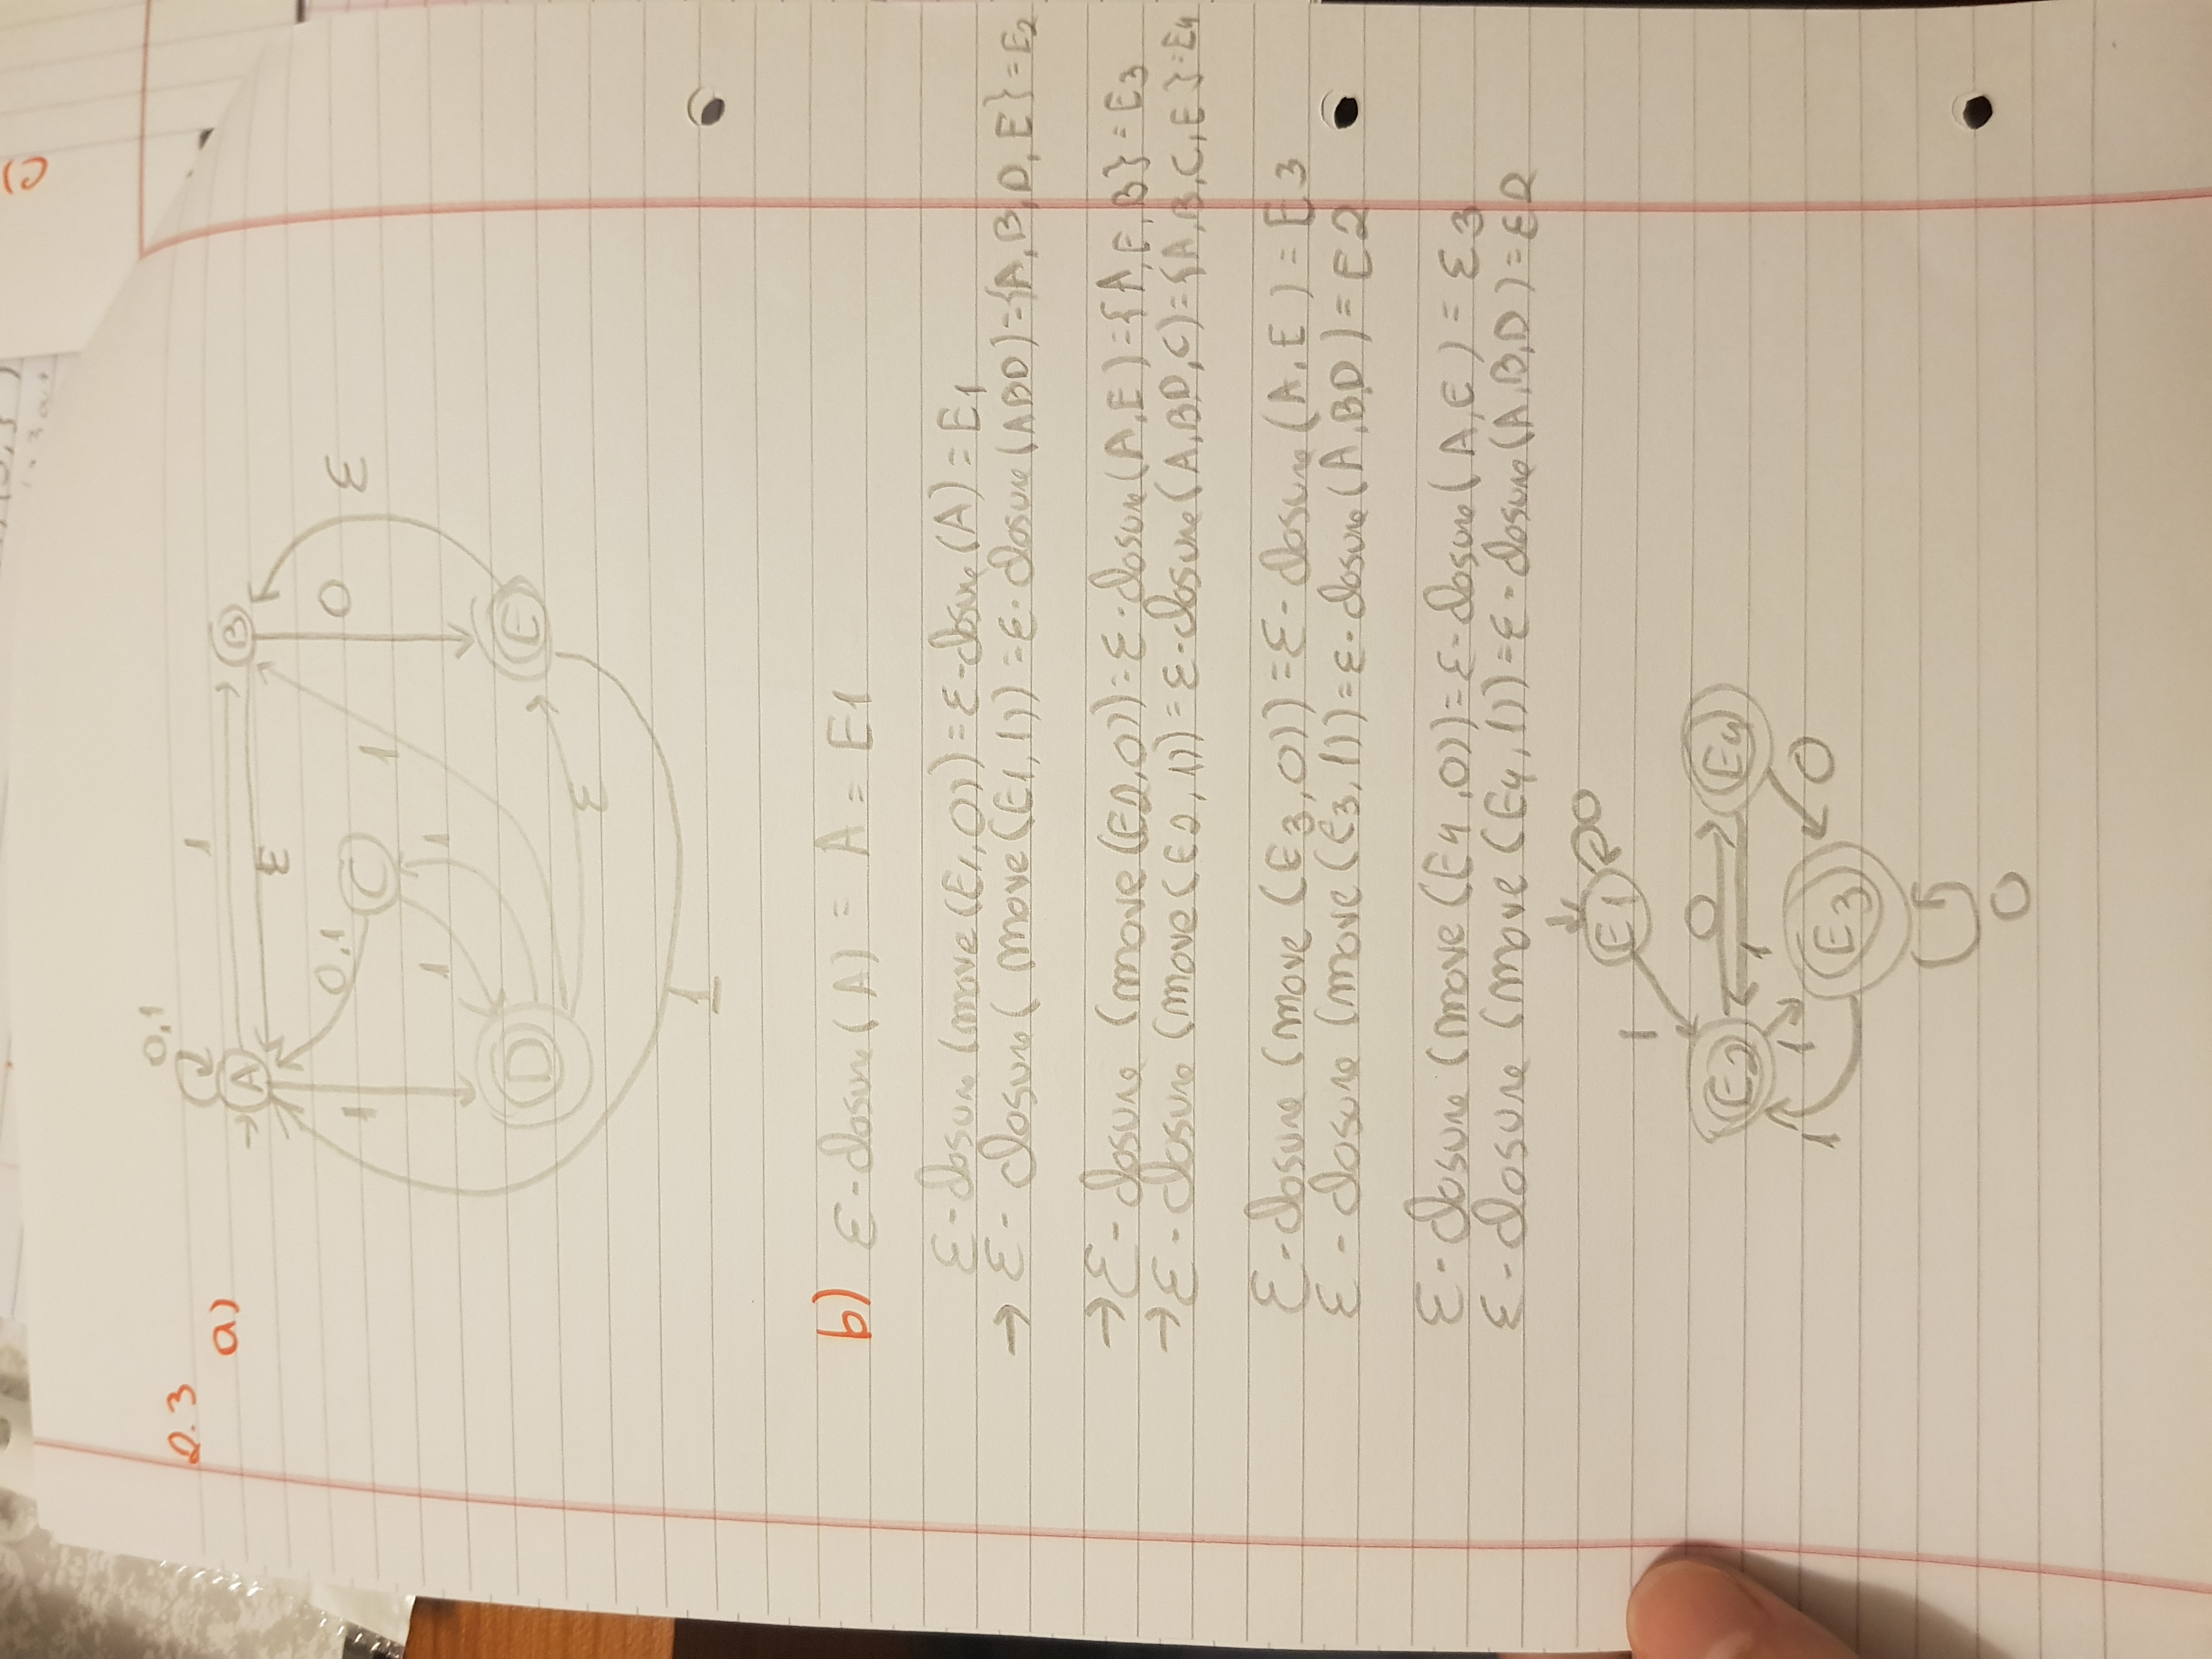 c)
2.3
a)
0,1
A
1
B
ε
0,1
C
1
1
0
ε
1
1
D
E
ε
1
b) ε-closure(A) = A = E1
ε-closure (move(E1,0)) = ε-closure(A) = E1
→ ε-closure( move(E1,1)) = ε-closure(ABD)={A,B,D,E}=E2
→ ε-closure (move(E2,0))=ε-closure(A,E)={A,E,B}=E3
→ ε-closure (move(E2,1))=ε-closure(A,B,D,C)={A,B,C,E}=E4
ε-closure (move (E3,0))=ε-closure(A,E) = E3
ε-closure (move (E3,1))=ε-closure(A,B,D) = E2
ε-closure (move (E4,0))=ε-closure(A,E) = E3
ε-closure (move (E4,1))=ε-closure(A,B,D) = E2
E1 0
1
E2 0 E4
1
1 1 0
E3
0